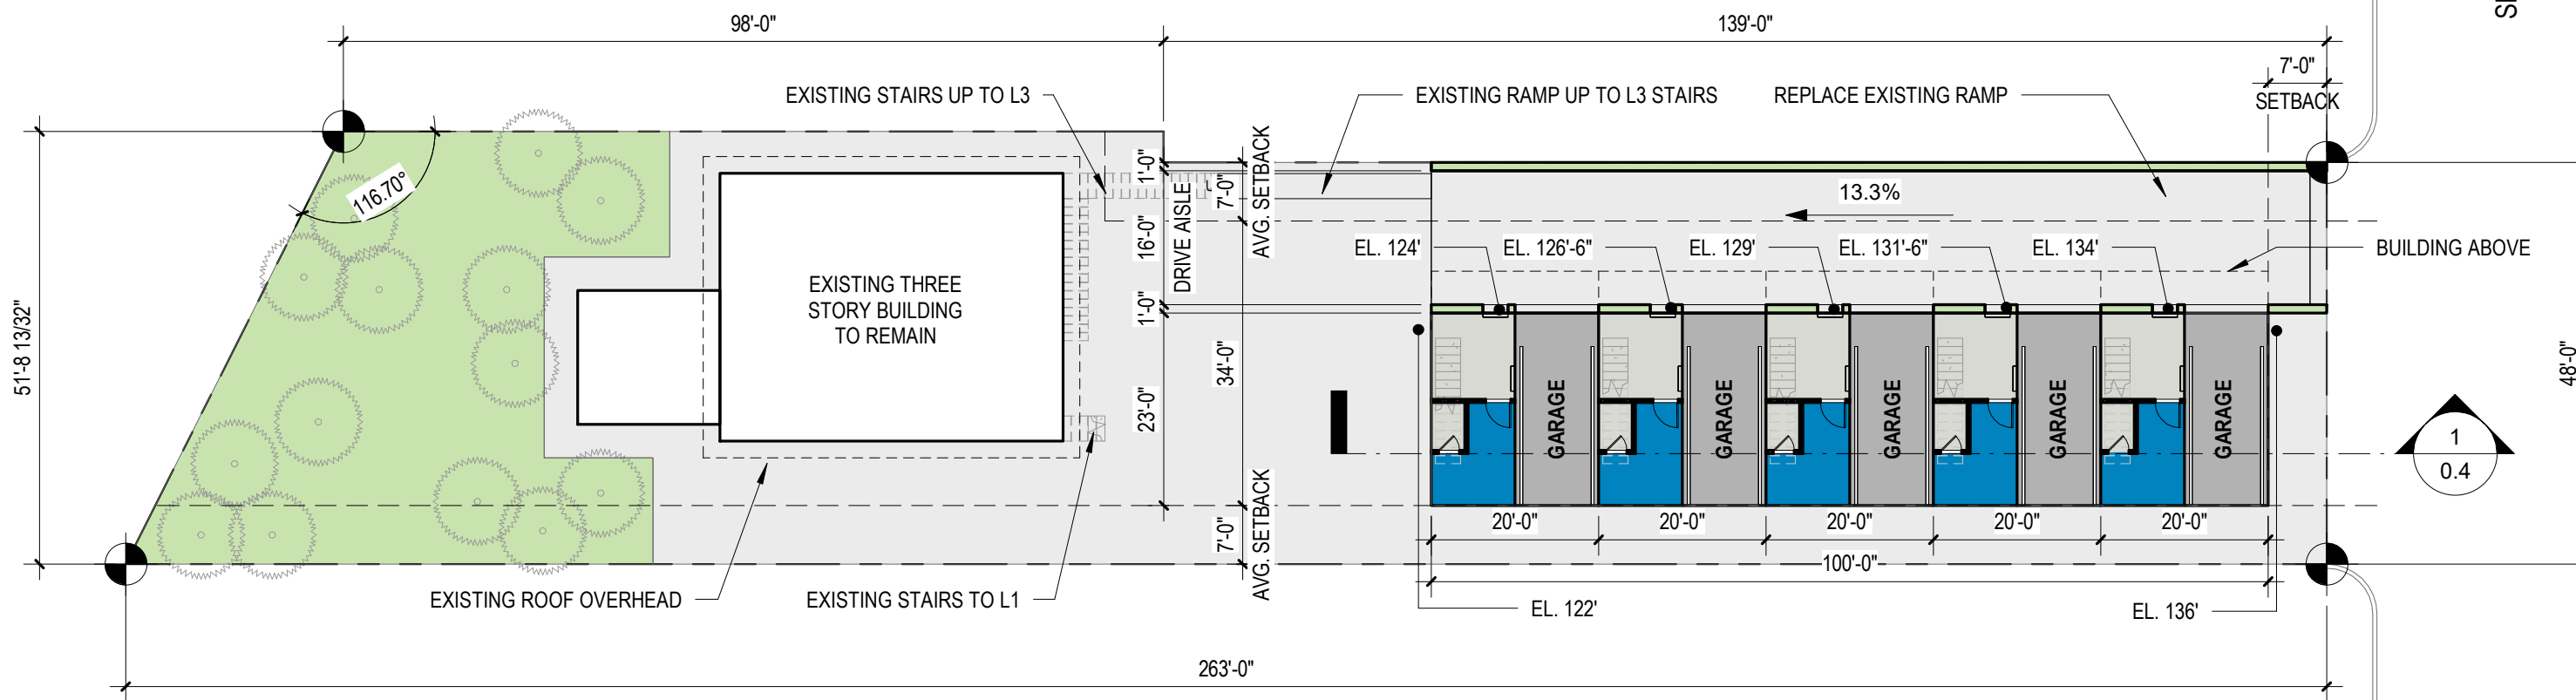 98'-0"
139'-0"
7'-0"
SETBACK
EXISTING STAIRS UP TO L3
EXISTING RAMP UP TO L3 STAIRS
REPLACE EXISTING RAMP
116.70°
1'-0"
7'-0"
AVG. SETBACK
DRIVE AISLE
16'-0"
13.3%
EL. 124'
EL. 126'-6"
EL. 129'
EL. 131'-6"
EL. 134'
BUILDING ABOVE
EXISTING THREE
STORY BUILDING
TO REMAIN
1'-0"
51'-8 13/32"
34'-0"
23'-0"
48'-0"
GARAGE
GARAGE
GARAGE
GARAGE
GARAGE
1
0.4
7'-0"
AVG. SETBACK
20'-0"
20'-0"
20'-0"
20'-0"
20'-0"
100'-0"
EXISTING ROOF OVERHEAD
EXISTING STAIRS TO L1
EL. 122'
EL. 136'
263'-0"